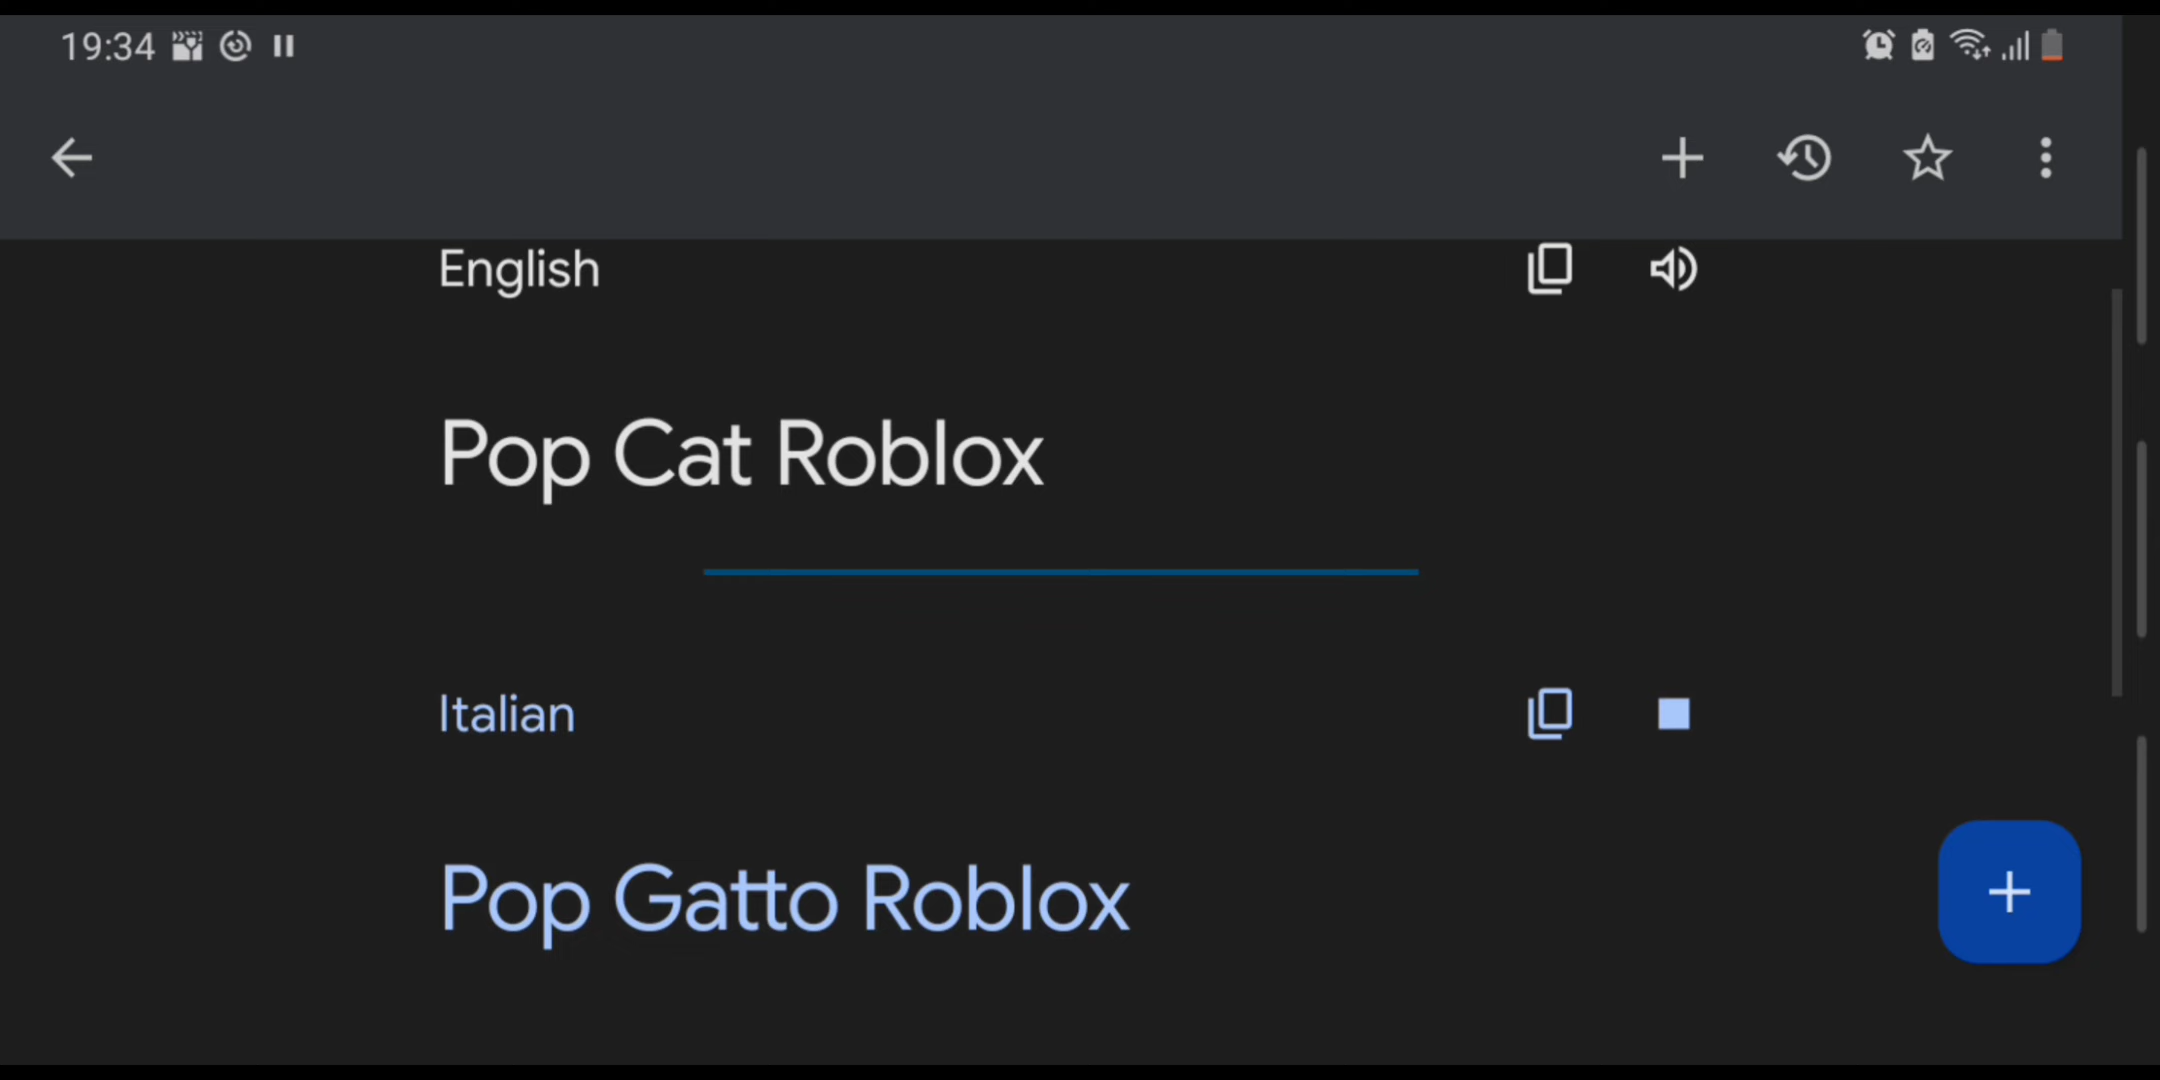 19:34
English
Pop Cat Roblox
Italian
Pop Gatto Roblox